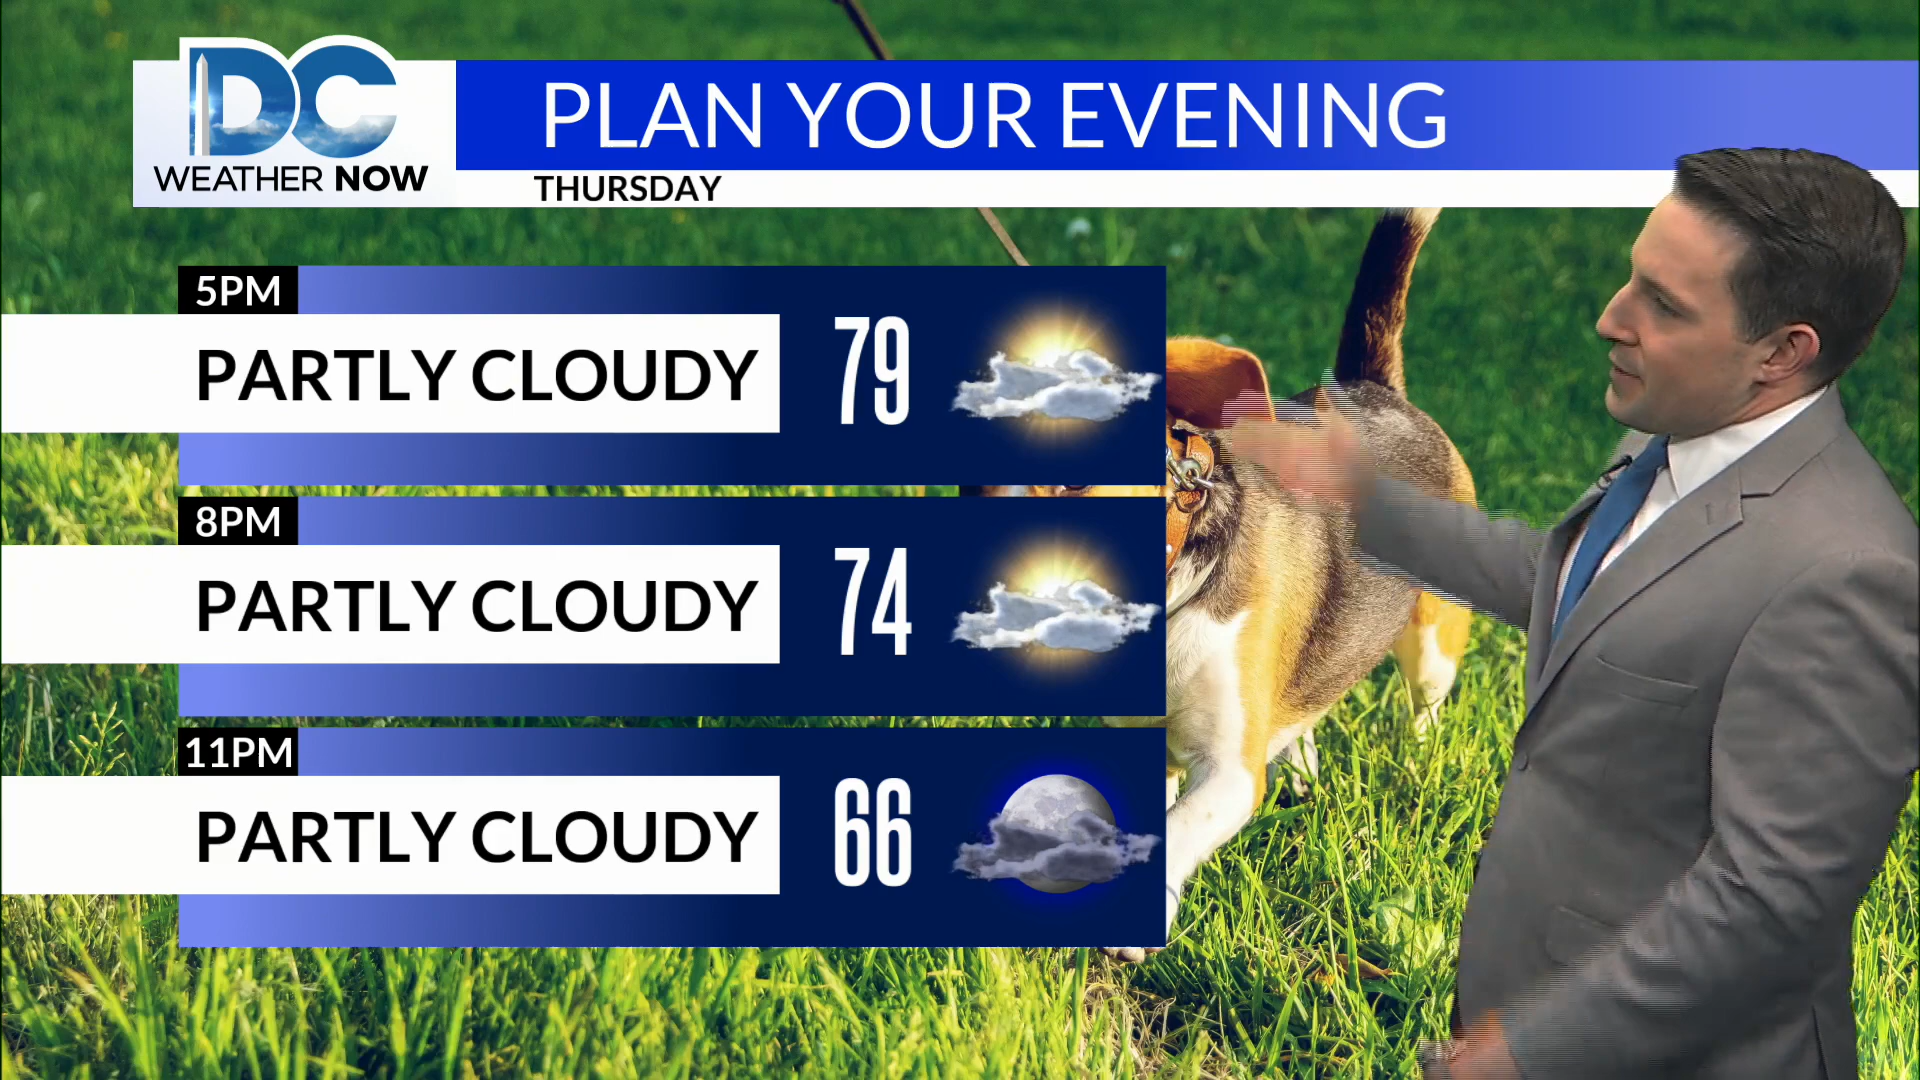 DC
WEATHER NOW
PLAN YOUR EVENING
THURSDAY
5PM
PARTLY CLOUDY 79
8PM
PARTLY CLOUDY 74
11PM
PARTLY CLOUDY 66